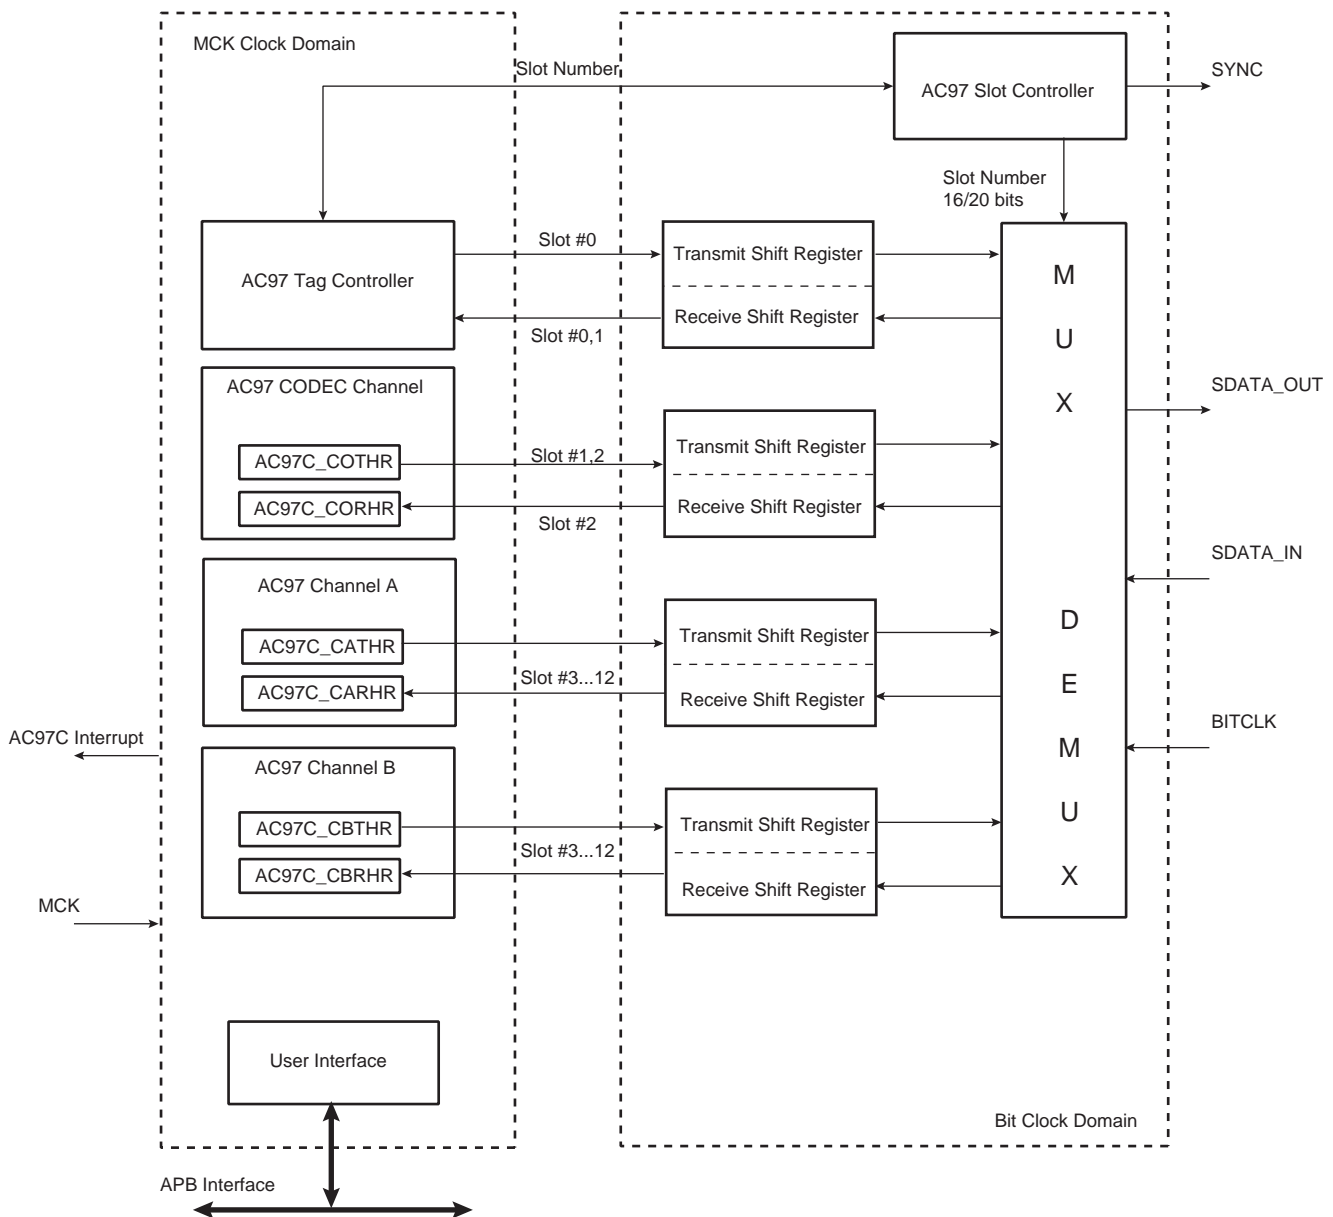 MCK Clock Domain
Slot Number
AC97 Slot Controller
SYNC
Slot Number
16/20 bits
AC97 Tag Controller
Slot #0
Transmit Shift Register
Slot #0,1
Receive Shift Register
M
U
X
D
E
M
U
X
AC97 CODEC Channel
AC97C_COTHR
Slot #1,2
Transmit Shift Register
AC97C_CORHR
Slot #2
Receive Shift Register
SDATA_OUT
AC97 Channel A
AC97C_CATHR
Transmit Shift Register
AC97C_CARHR
Slot #3...12
Receive Shift Register
SDATA_IN
AC97C Interrupt
BITCLK
AC97 Channel B
AC97C_CBTHR
Transmit Shift Register
AC97C_CBRHR
Slot #3...12
Receive Shift Register
MCK
User Interface
Bit Clock Domain
APB Interface